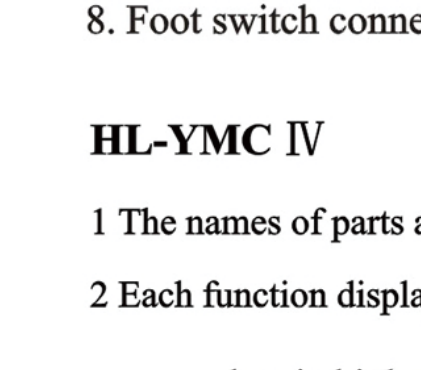 8. Foot switch conne
HL-YMC Ⅳ
1 The names of parts a
2 Each function displa